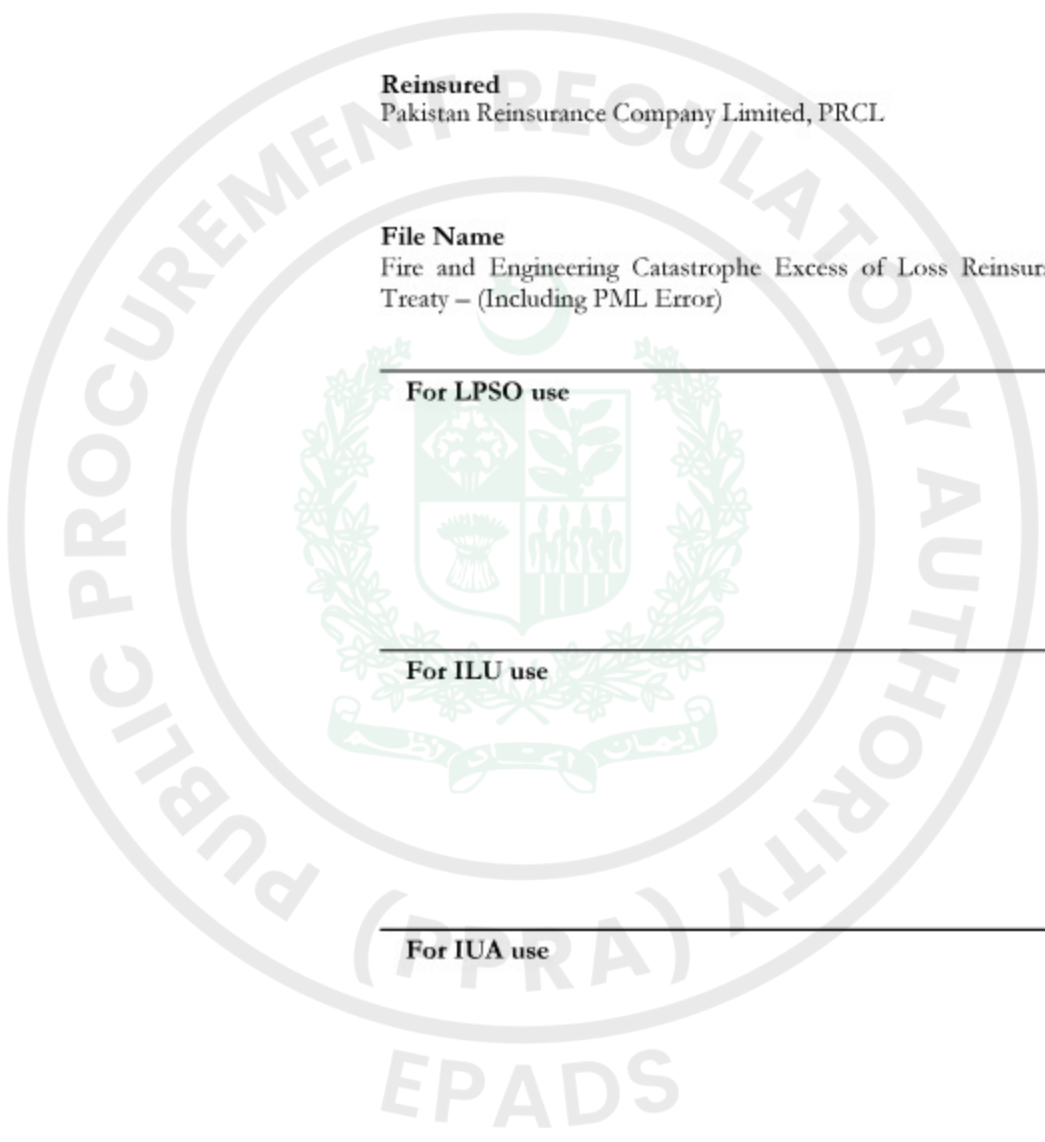 Reinsured
Pakistan Reinsurance Company Limited, PRCL
File Name
Fire and Engineering Catastrophe Excess of Loss
Treaty – (Including PML Error)
For LPSO use
For ILU use
For IUA use
PUBLIC PROCUREMENT REGULATORY AUTHORITY
(PPRA)
EPADS